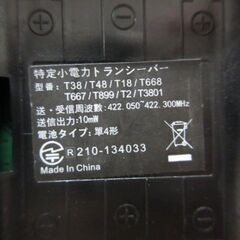 特定小電力トランシーバー
型番：T38 / T48 / T18 / T668
T667 / T899 / T2 / T3801
送・受信周波数:422.050~422.300MHz
送信出力:10mW
電池タイプ:単4形
R 210-134033
Made in China